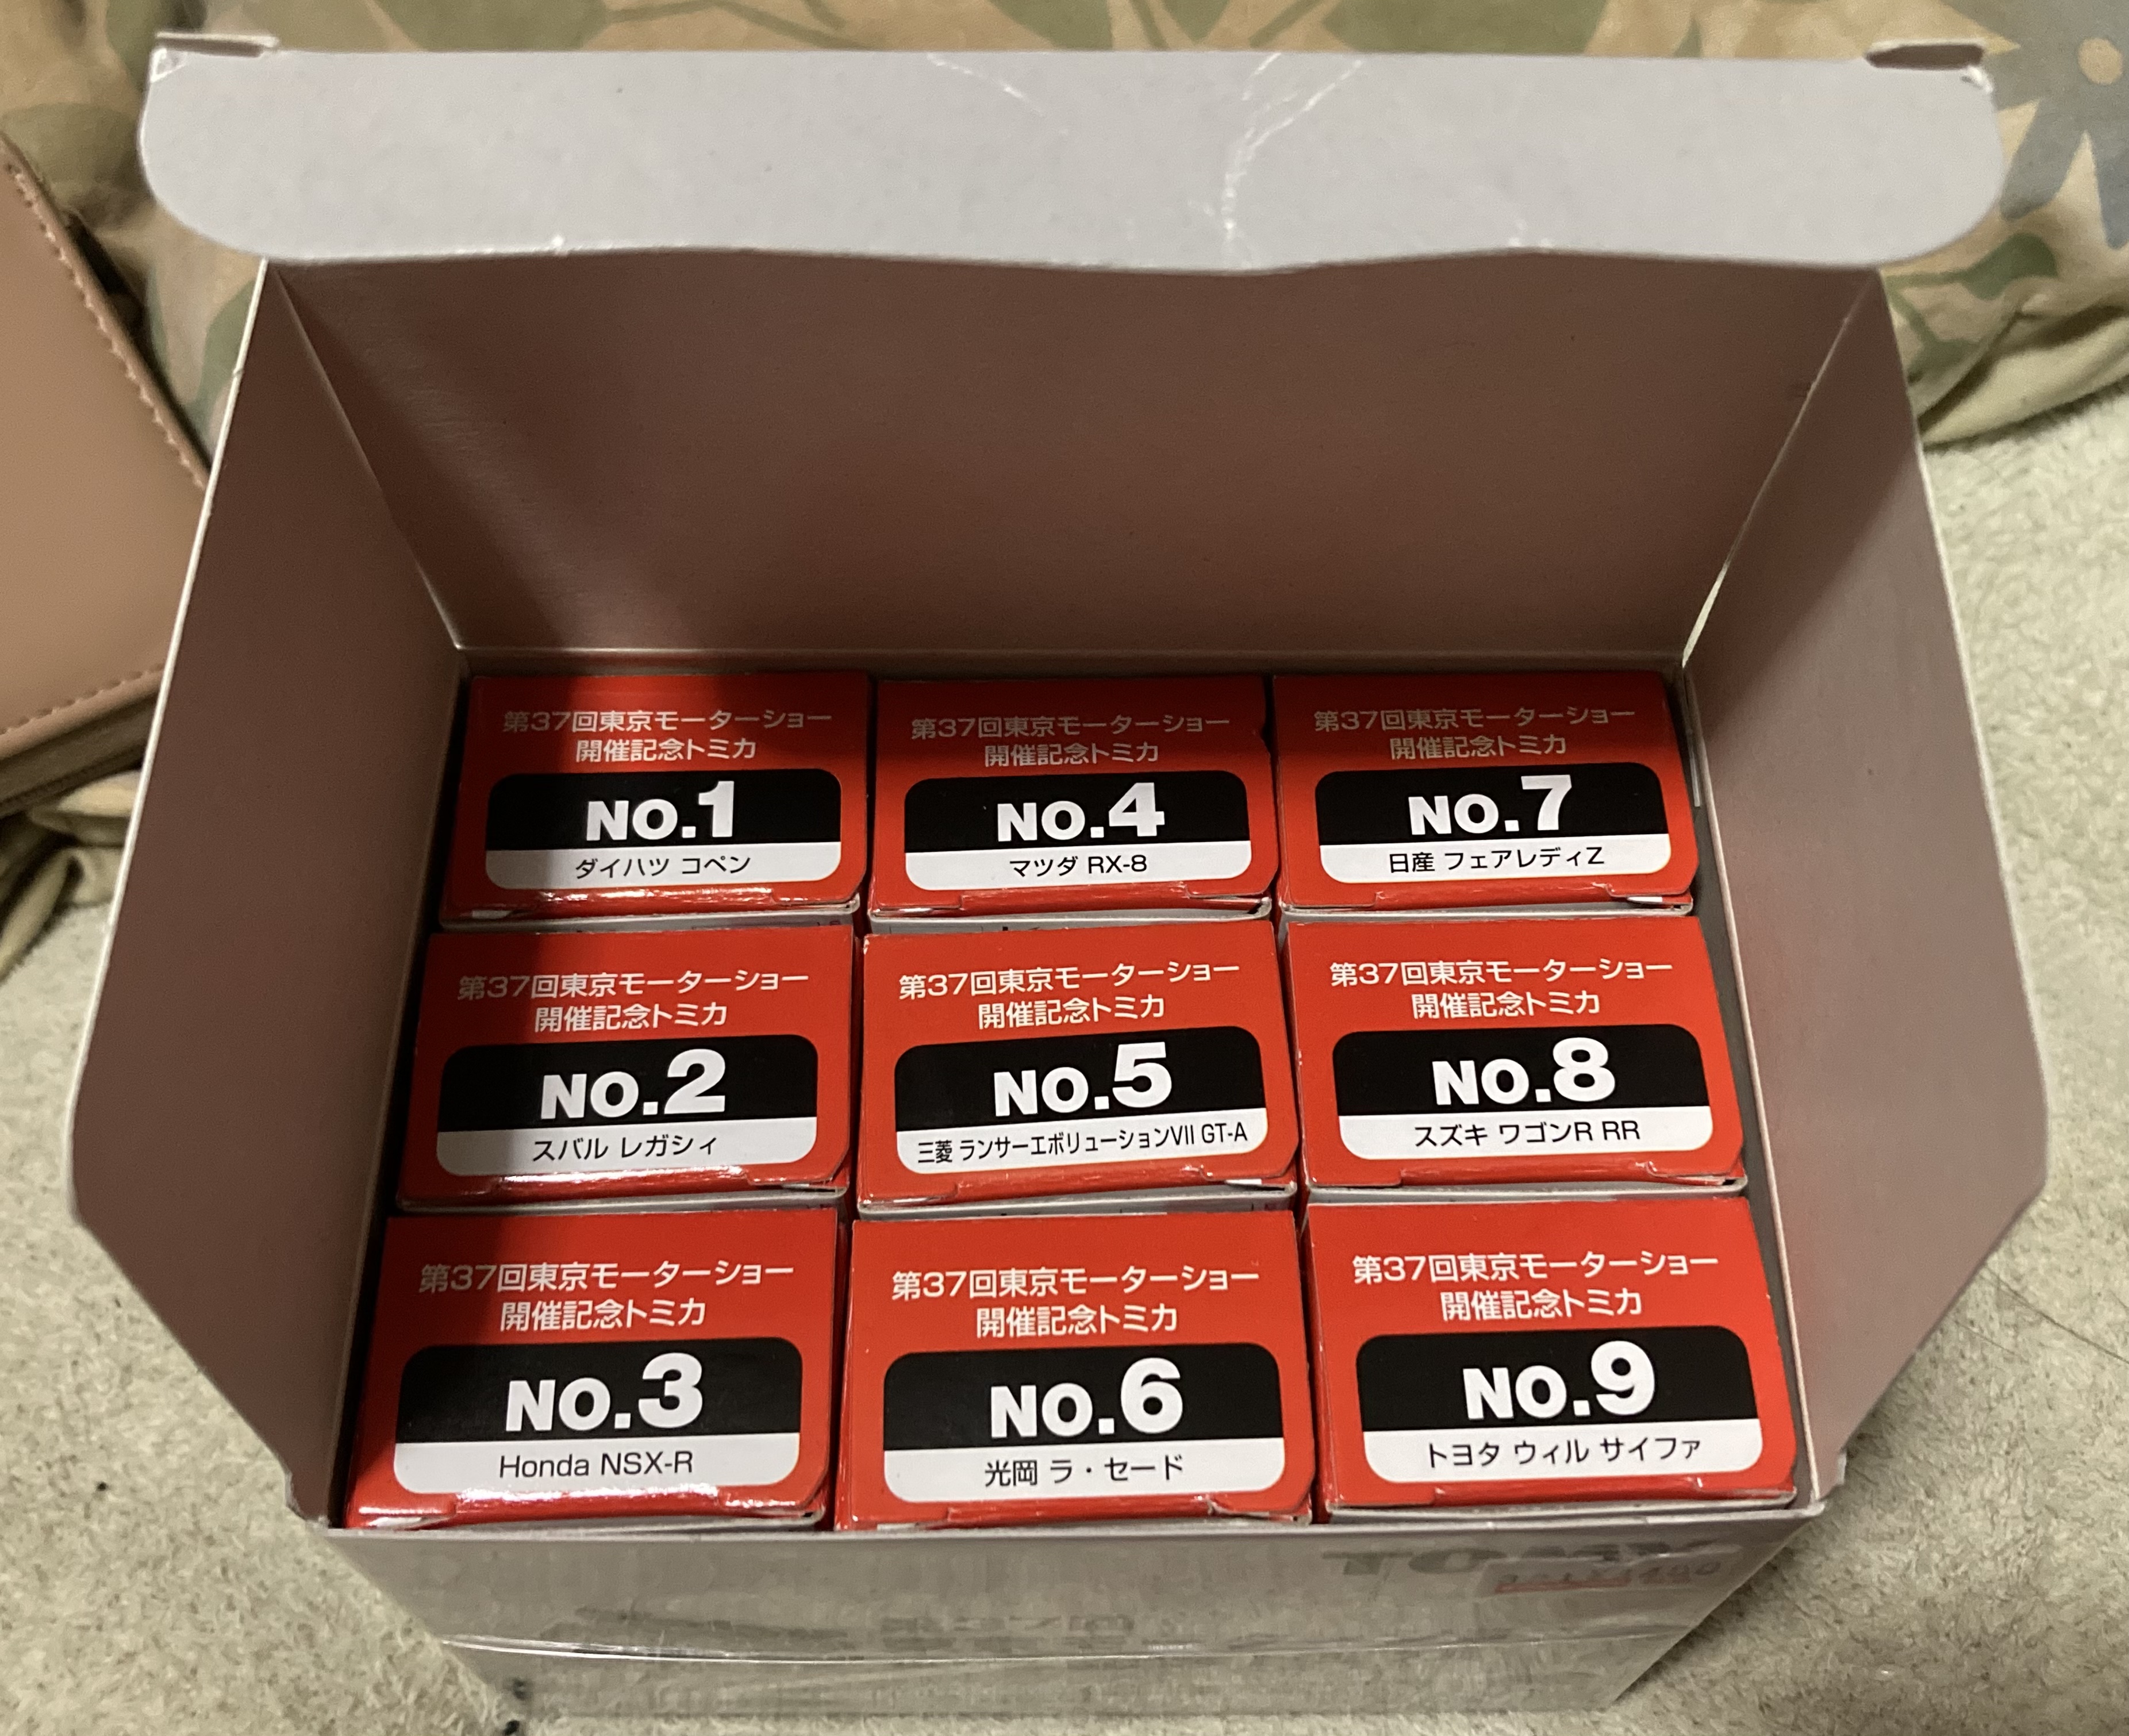 第37回東京モーターショー
開催記念トミカ
NO.1
ダイハツ コペン
第37回東京モーターショー
開催記念トミカ
NO.4
マツダ RX-8
第37回東京モーターショー
開催記念トミカ
NO.7
日産 フェアレディZ
第37回東京モーターショー
開催記念トミカ
NO.2
スバル レガシィ
第37回東京モーターショー
開催記念トミカ
NO.5
三菱 ランサーエボリューションVII GT-A
第37回東京モーターショー
開催記念トミカ
NO.8
スズキ ワゴンR RR
第37回東京モーターショー
開催記念トミカ
NO.3
Honda NSX-R
第37回東京モーターショー
開催記念トミカ
NO.6
光岡 ラ・セード
第37回東京モーターショー
開催記念トミカ
NO.9
トヨタ ウィル サイファ